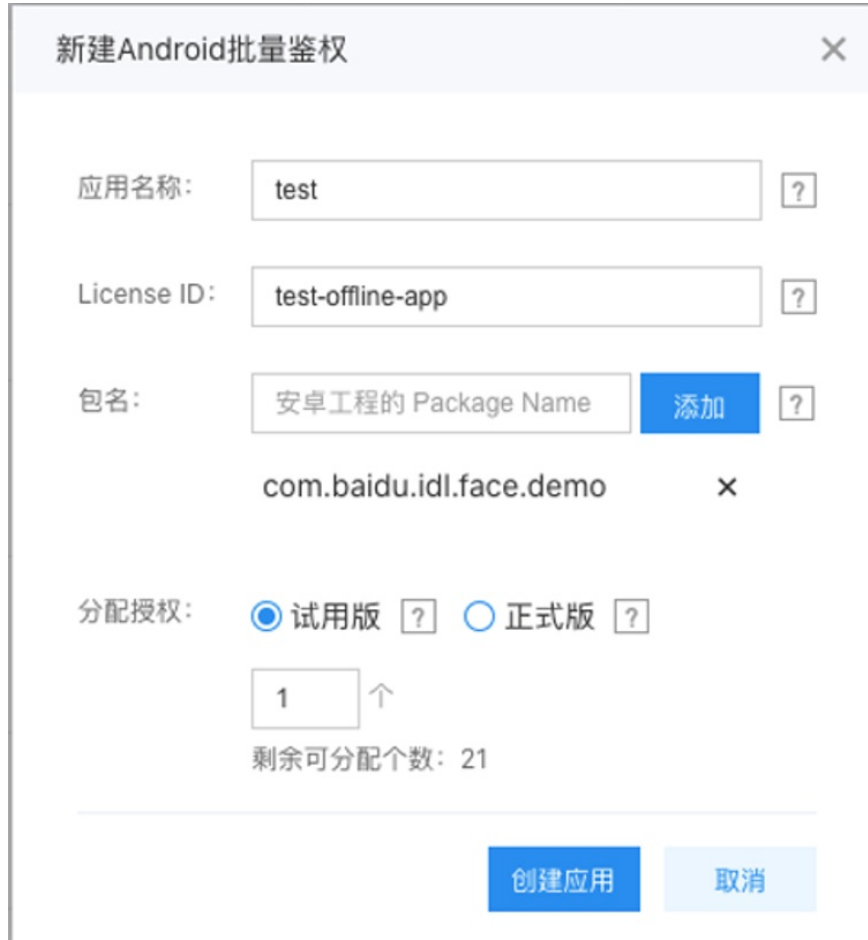 新建Android批量鉴权 ×
应用名称： test ?
License ID： test-offline-app ?
包名： 安卓工程的 Package Name 添加 ?
com.baidu.idl.face.demo ×
分配授权： 试用版 ? 正式版 ?
1 个
剩余可分配个数：21
创建应用 取消